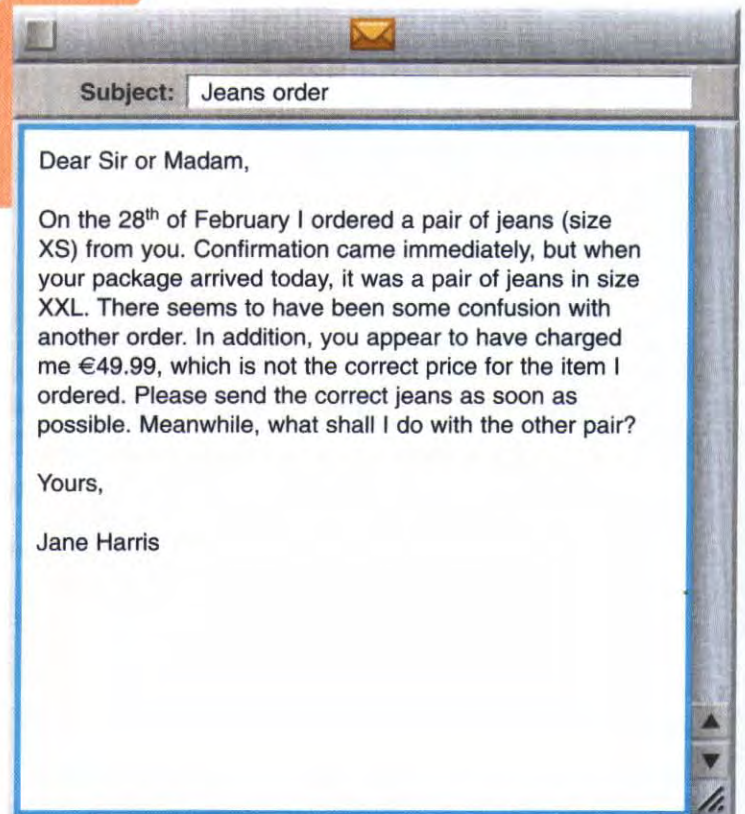 Subject: Jeans order
Dear Sir or Madam,
On the 28th of February I ordered a pair of jeans (size
XS) from you. Confirmation came immediately, but when
your package arrived today, it was a pair of jeans in size
XXL. There seems to have been some confusion with
another order. In addition, you appear to have charged
me €49.99, which is not the correct price for the item I
ordered. Please send the correct jeans as soon as
possible. Meanwhile, what shall I do with the other pair?
Yours,
Jane Harris